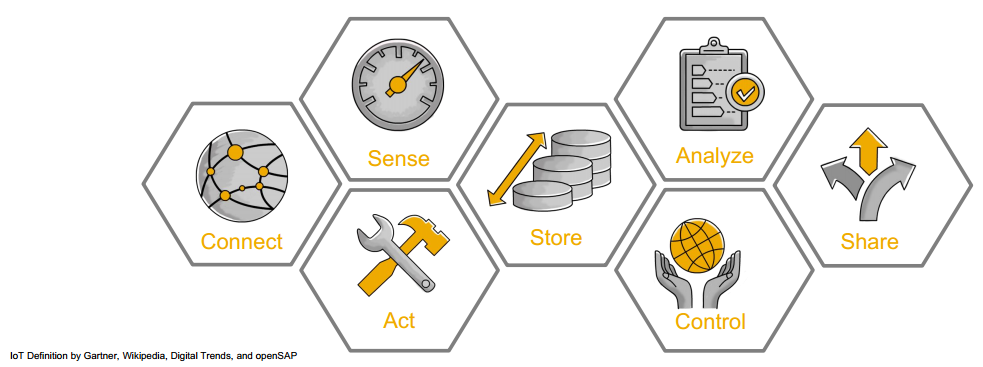 Sense
Analyze
Connect
Store
Share
Act
Control
IoT Definition by Gartner, Wikipedia, Digital Trends, and openSAP